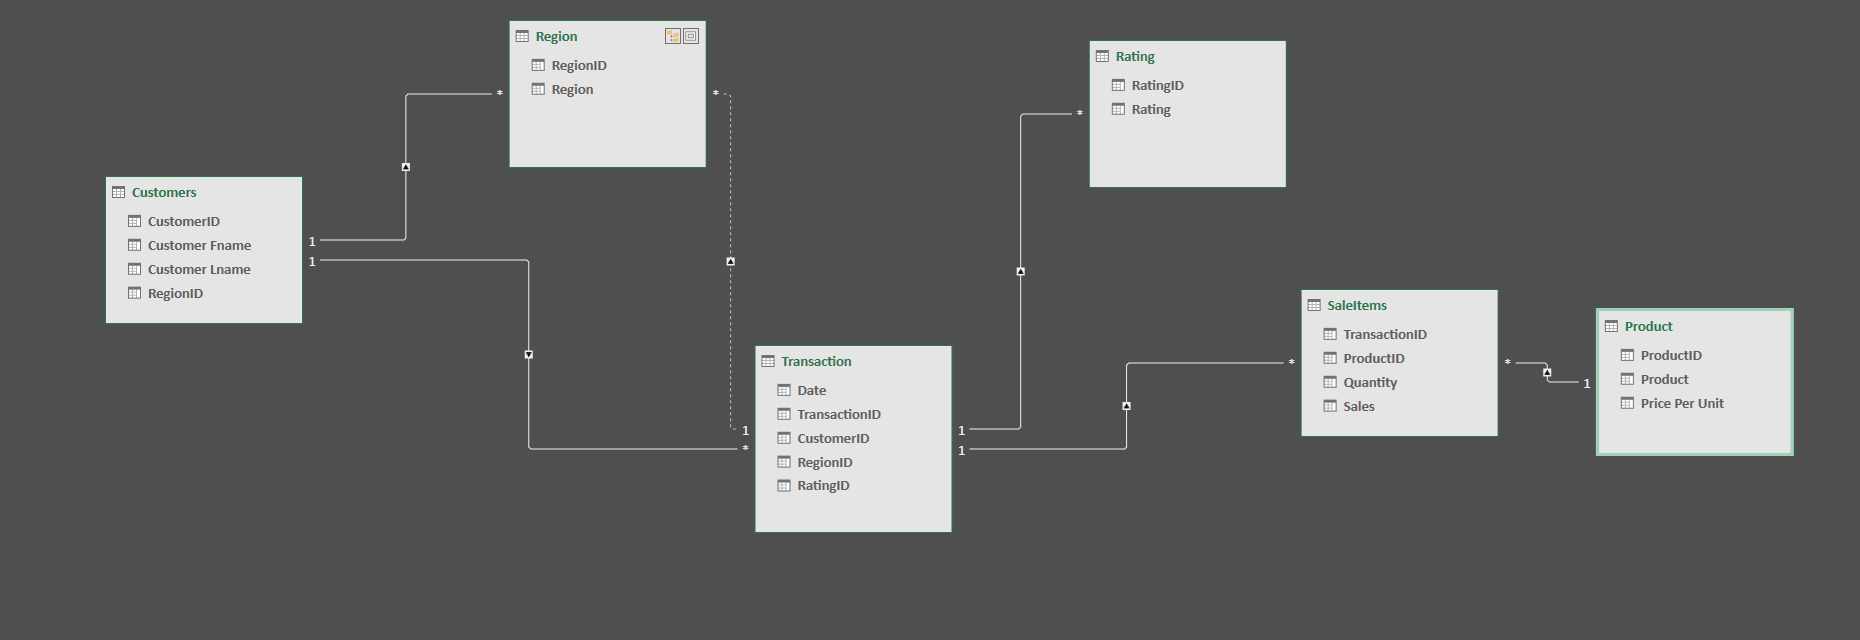 Region
RegionID
Region
*
*
Rating
RatingID
Rating
*
Customers
CustomerID
Customer Fname
Customer Lname
RegionID
1
1
Transaction
Date
TransactionID
CustomerID
RegionID
RatingID
1
*
1
1
SaleItems
TransactionID
ProductID
Quantity
Sales
*
*
1
Product
ProductID
Product
Price Per Unit